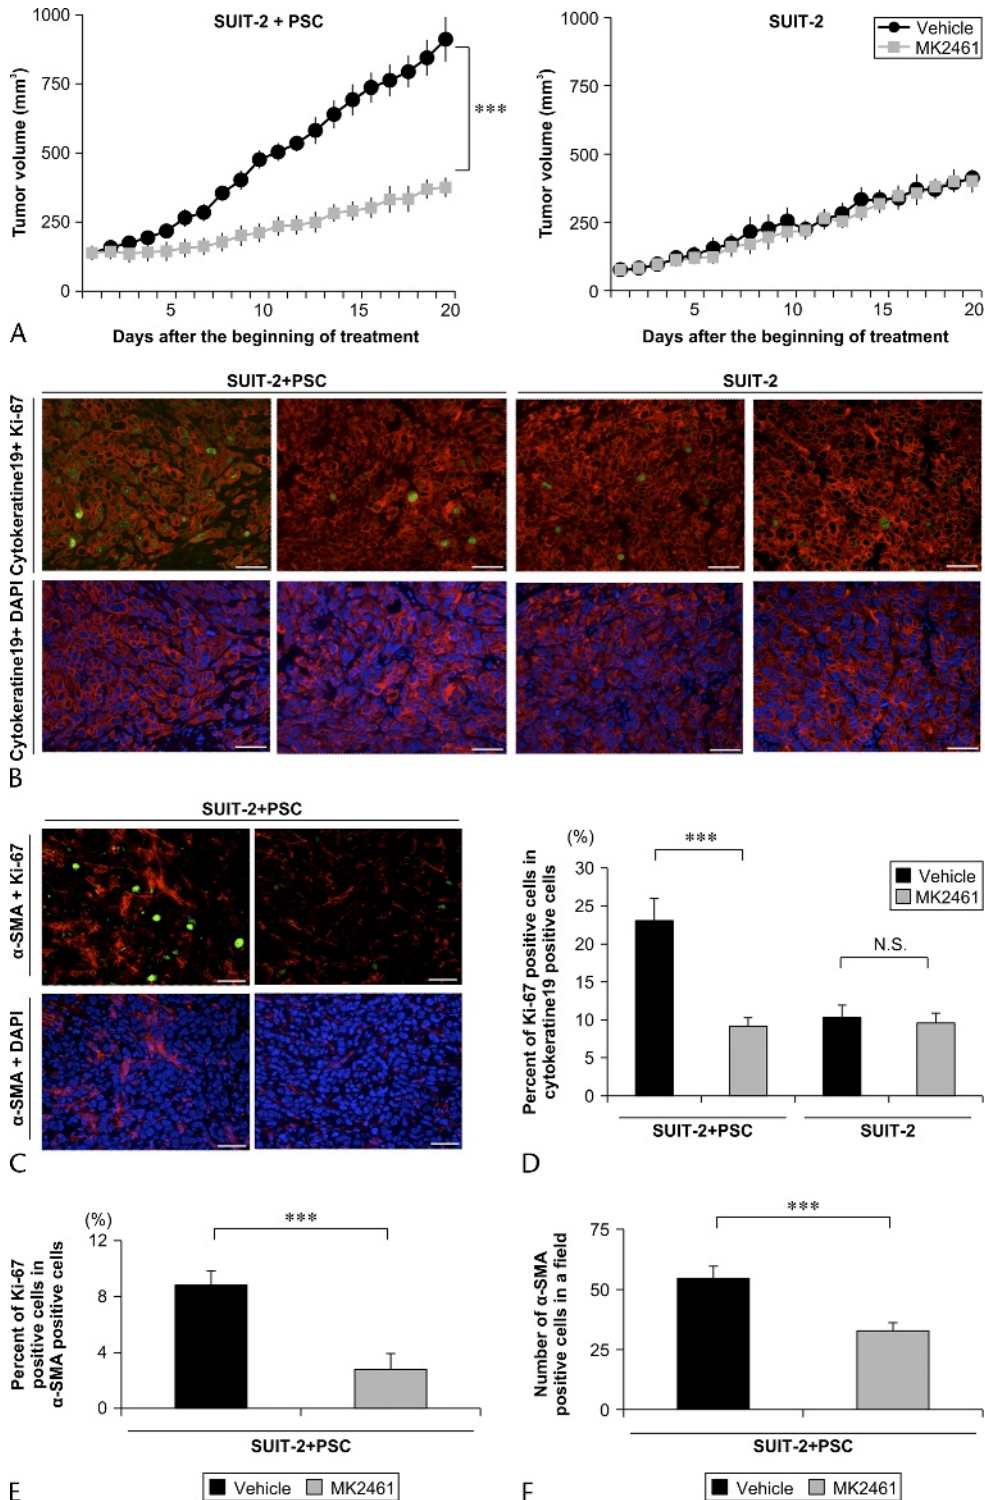 SUIT-2 + PSC
SUIT-2
Vehicle
MK2461
1000
750
500
250
0
Tumor volume (mm³)
***
5
10
15
20
Days after the beginning of treatment
1000
750
500
250
0
Tumor volume (mm³)
5
10
15
20
Days after the beginning of treatment
A
SUIT-2+PSC
SUIT-2
Cytokeratine19+ Ki-67
Cytokeratine19+ DAPI
B
SUIT-2+PSC
α-SMA + Ki-67
α-SMA + DAPI
C
(%)
30
25
20
15
10
5
0
Percent of Ki-67 positive cells in
cytokeratine19 positive cells
***
N.S.
Vehicle
MK2461
SUIT-2+PSC
SUIT-2
D
(%)
12
8
4
0
Percent of Ki-67
positive cells in
α-SMA positive cells
***
SUIT-2+PSC
Vehicle
MK2461
E
75
50
25
0
Number of α-SMA
positive cells in a field
***
SUIT-2+PSC
Vehicle
MK2461
F